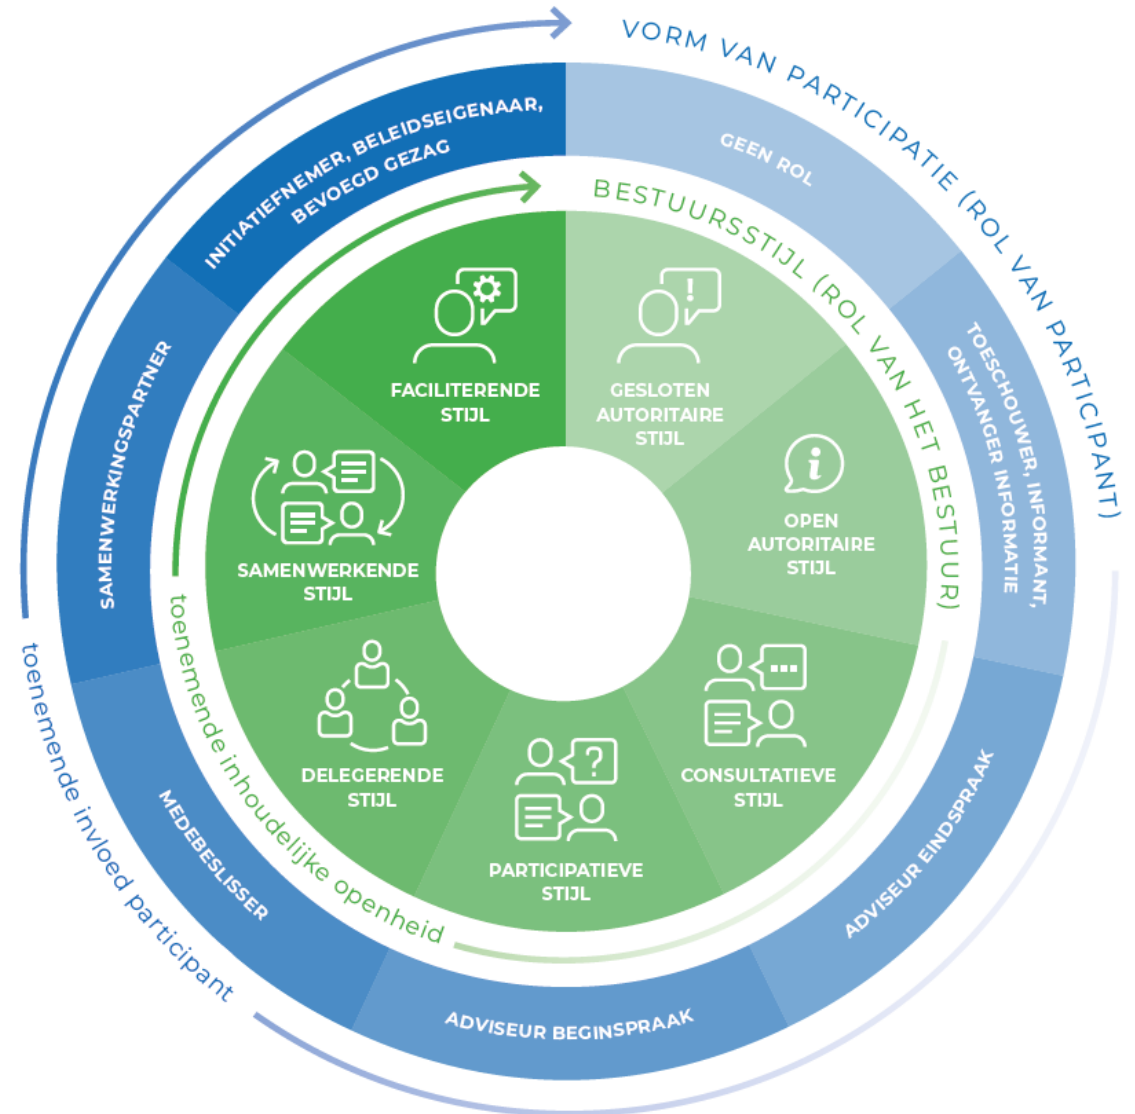 VORM VAN PARTICIPATIE (ROL VAN PARTICIPANT)
GEEN ROL
TOESCHOUWER, INFORMANT,
ONTVANGER INFORMATIE
ADVISEUR EINDSPRAAK
ADVISEUR BEGINSPRAAK
MEDEBESLISSER
SAMENWERKINGSPARTNER
INITIATIEFNEMER, BELEIDSEIGENAAR,
BEVOEGD GEZAG
toenemende invloed participant
BESTUURSSTIJL (ROL VAN HET BESTUUR)
GESLOTEN
AUTORITAIRE
STIJL
!
OPEN
AUTORITAIRE
STIJL
i
CONSULTATIEVE
STIJL
...
PARTICIPATIEVE
STIJL
?
DELEGERENDE
STIJL
SAMENWERKENDE
STIJL
FACILITERENDE
STIJL
toenemende inhoudelijke openheid